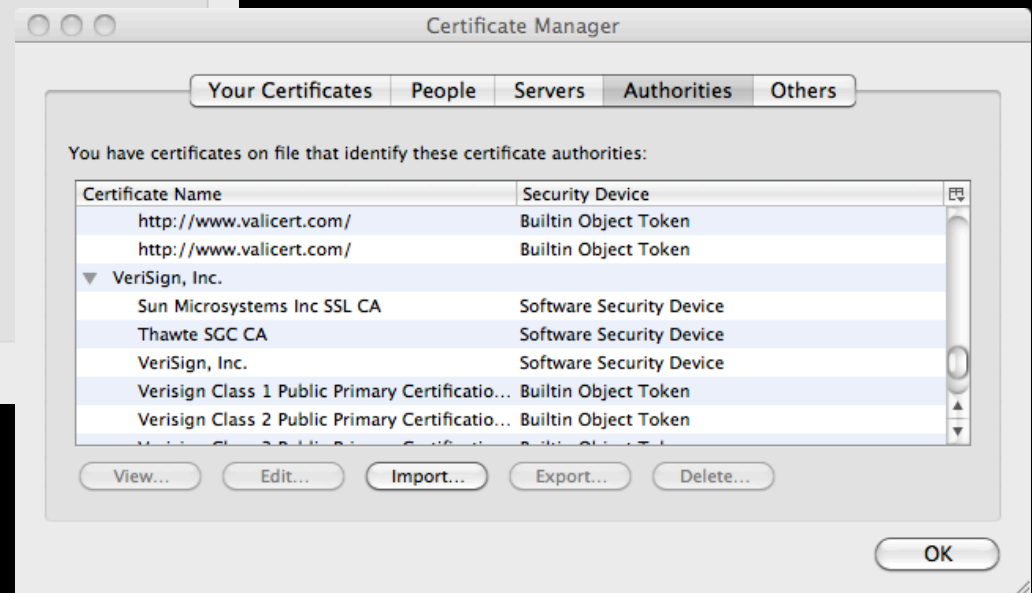 Certificate Manager
Your Certificates People Servers Authorities Others
You have certificates on file that identify these certificate authorities:
Certificate Name Security Device
http://www.valicert.com/ Builtin Object Token
http://www.valicert.com/ Builtin Object Token
VeriSign, Inc.
Sun Microsystems Inc SSL CA Software Security Device
Thawte SGC CA Software Security Device
VeriSign, Inc. Software Security Device
Verisign Class 1 Public Primary Certificatio... Builtin Object Token
Verisign Class 2 Public Primary Certificatio... Builtin Object Token
View... Edit... Import... Export... Delete...
OK